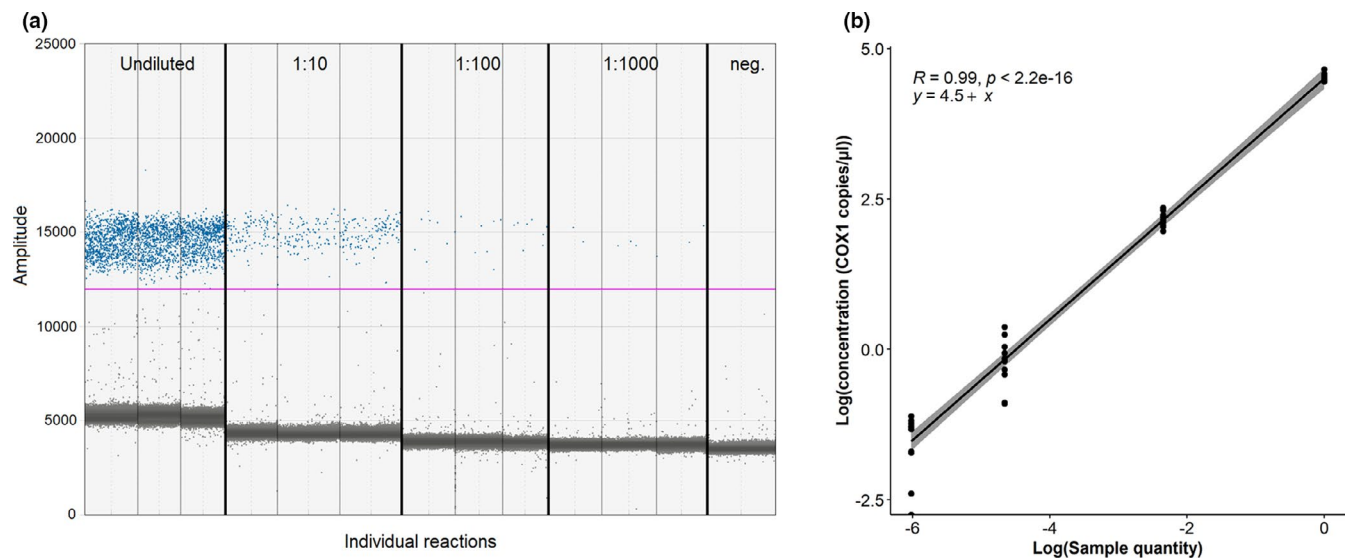 (a)
25000
20000
15000
10000
5000
0
Amplitude
Undiluted
1:10
1:100
1:1000
neg.
Individual reactions
(b)
5.0
2.5
0.0
-2.5
Log(concentration (COX1 copies/µl))
R = 0.99, p < 2.2e-16
y = 4.5 + x
-6
-4
-2
0
Log(Sample quantity)